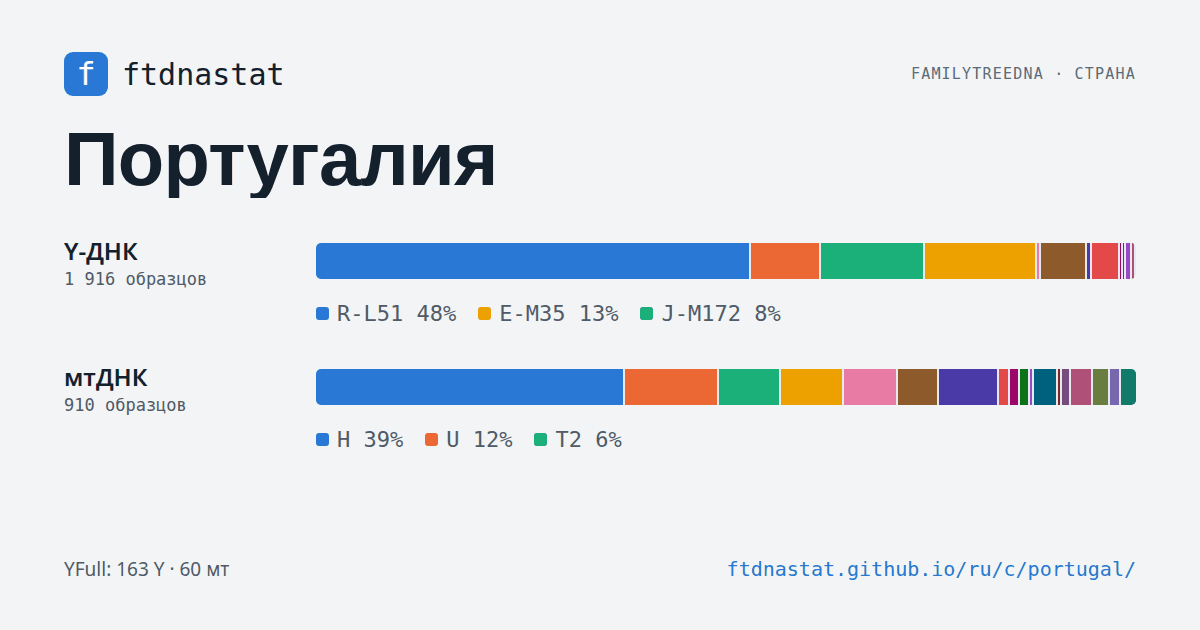 f ftdnastat
FAMILYTREEDNA · СТРАНА
Португалия
Y-ДНК
1 916 образцов
R-L51 48% E-M35 13% J-M172 8%
мтДНК
910 образцов
H 39% U 12% T2 6%
YFull: 163 Y · 60 мт
ftdnastat.github.io/ru/c/portugal/